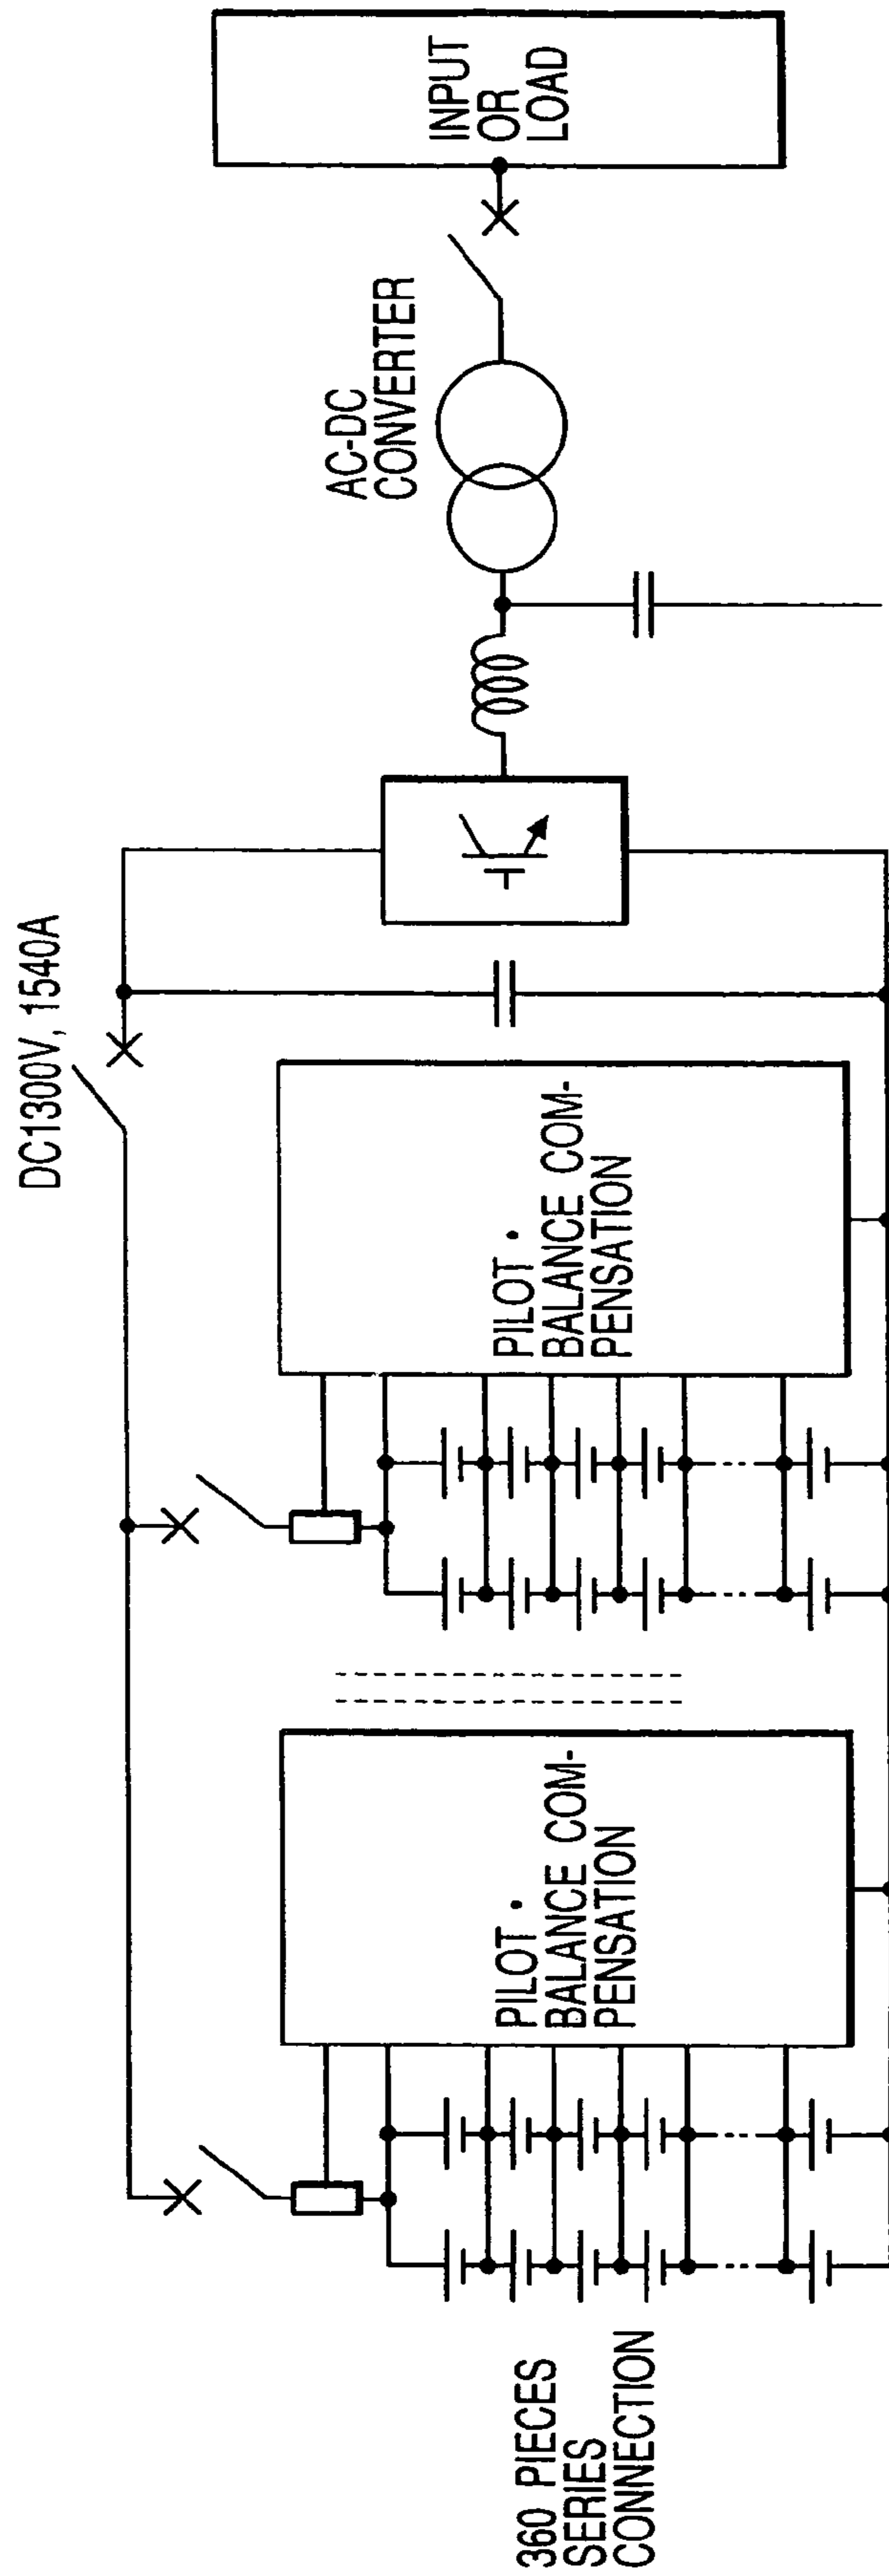 360 PIECES
SERIES
CONNECTION
PILOT ·
BALANCE COM-
PENSATION
PILOT ·
BALANCE COM-
PENSATION
DC1300V, 1540A
AC-DC
CONVERTER
INPUT
OR
LOAD